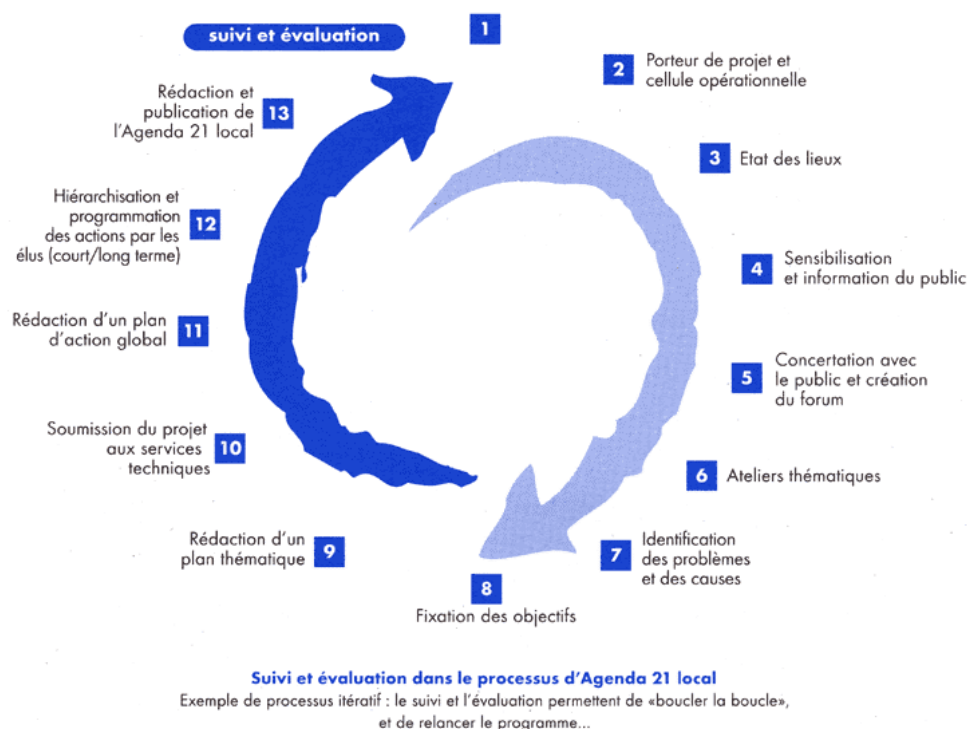 suivi et évaluation
1
2
Porteur de projet et
cellule opérationnelle
3
Etat des lieux
4
Sensibilisation
et information du public
5
Concertation avec
le public et création
du forum
6
Ateliers thématiques
7
Identification
des problèmes
et des causes
8
Fixation des objectifs
9
Rédaction d'un
plan thématique
10
Soumission du projet
aux services
techniques
11
Rédaction d'un plan
d'action global
12
Hiérarchisation et
programmation
des actions par les
élus (court/long terme)
13
Rédaction et
publication de
l'Agenda 21 local
Suivi et évaluation dans le processus d'Agenda 21 local
Exemple de processus itératif : le suivi et l'évaluation permettent de «boucler la boucle»,
et de relancer le programme...